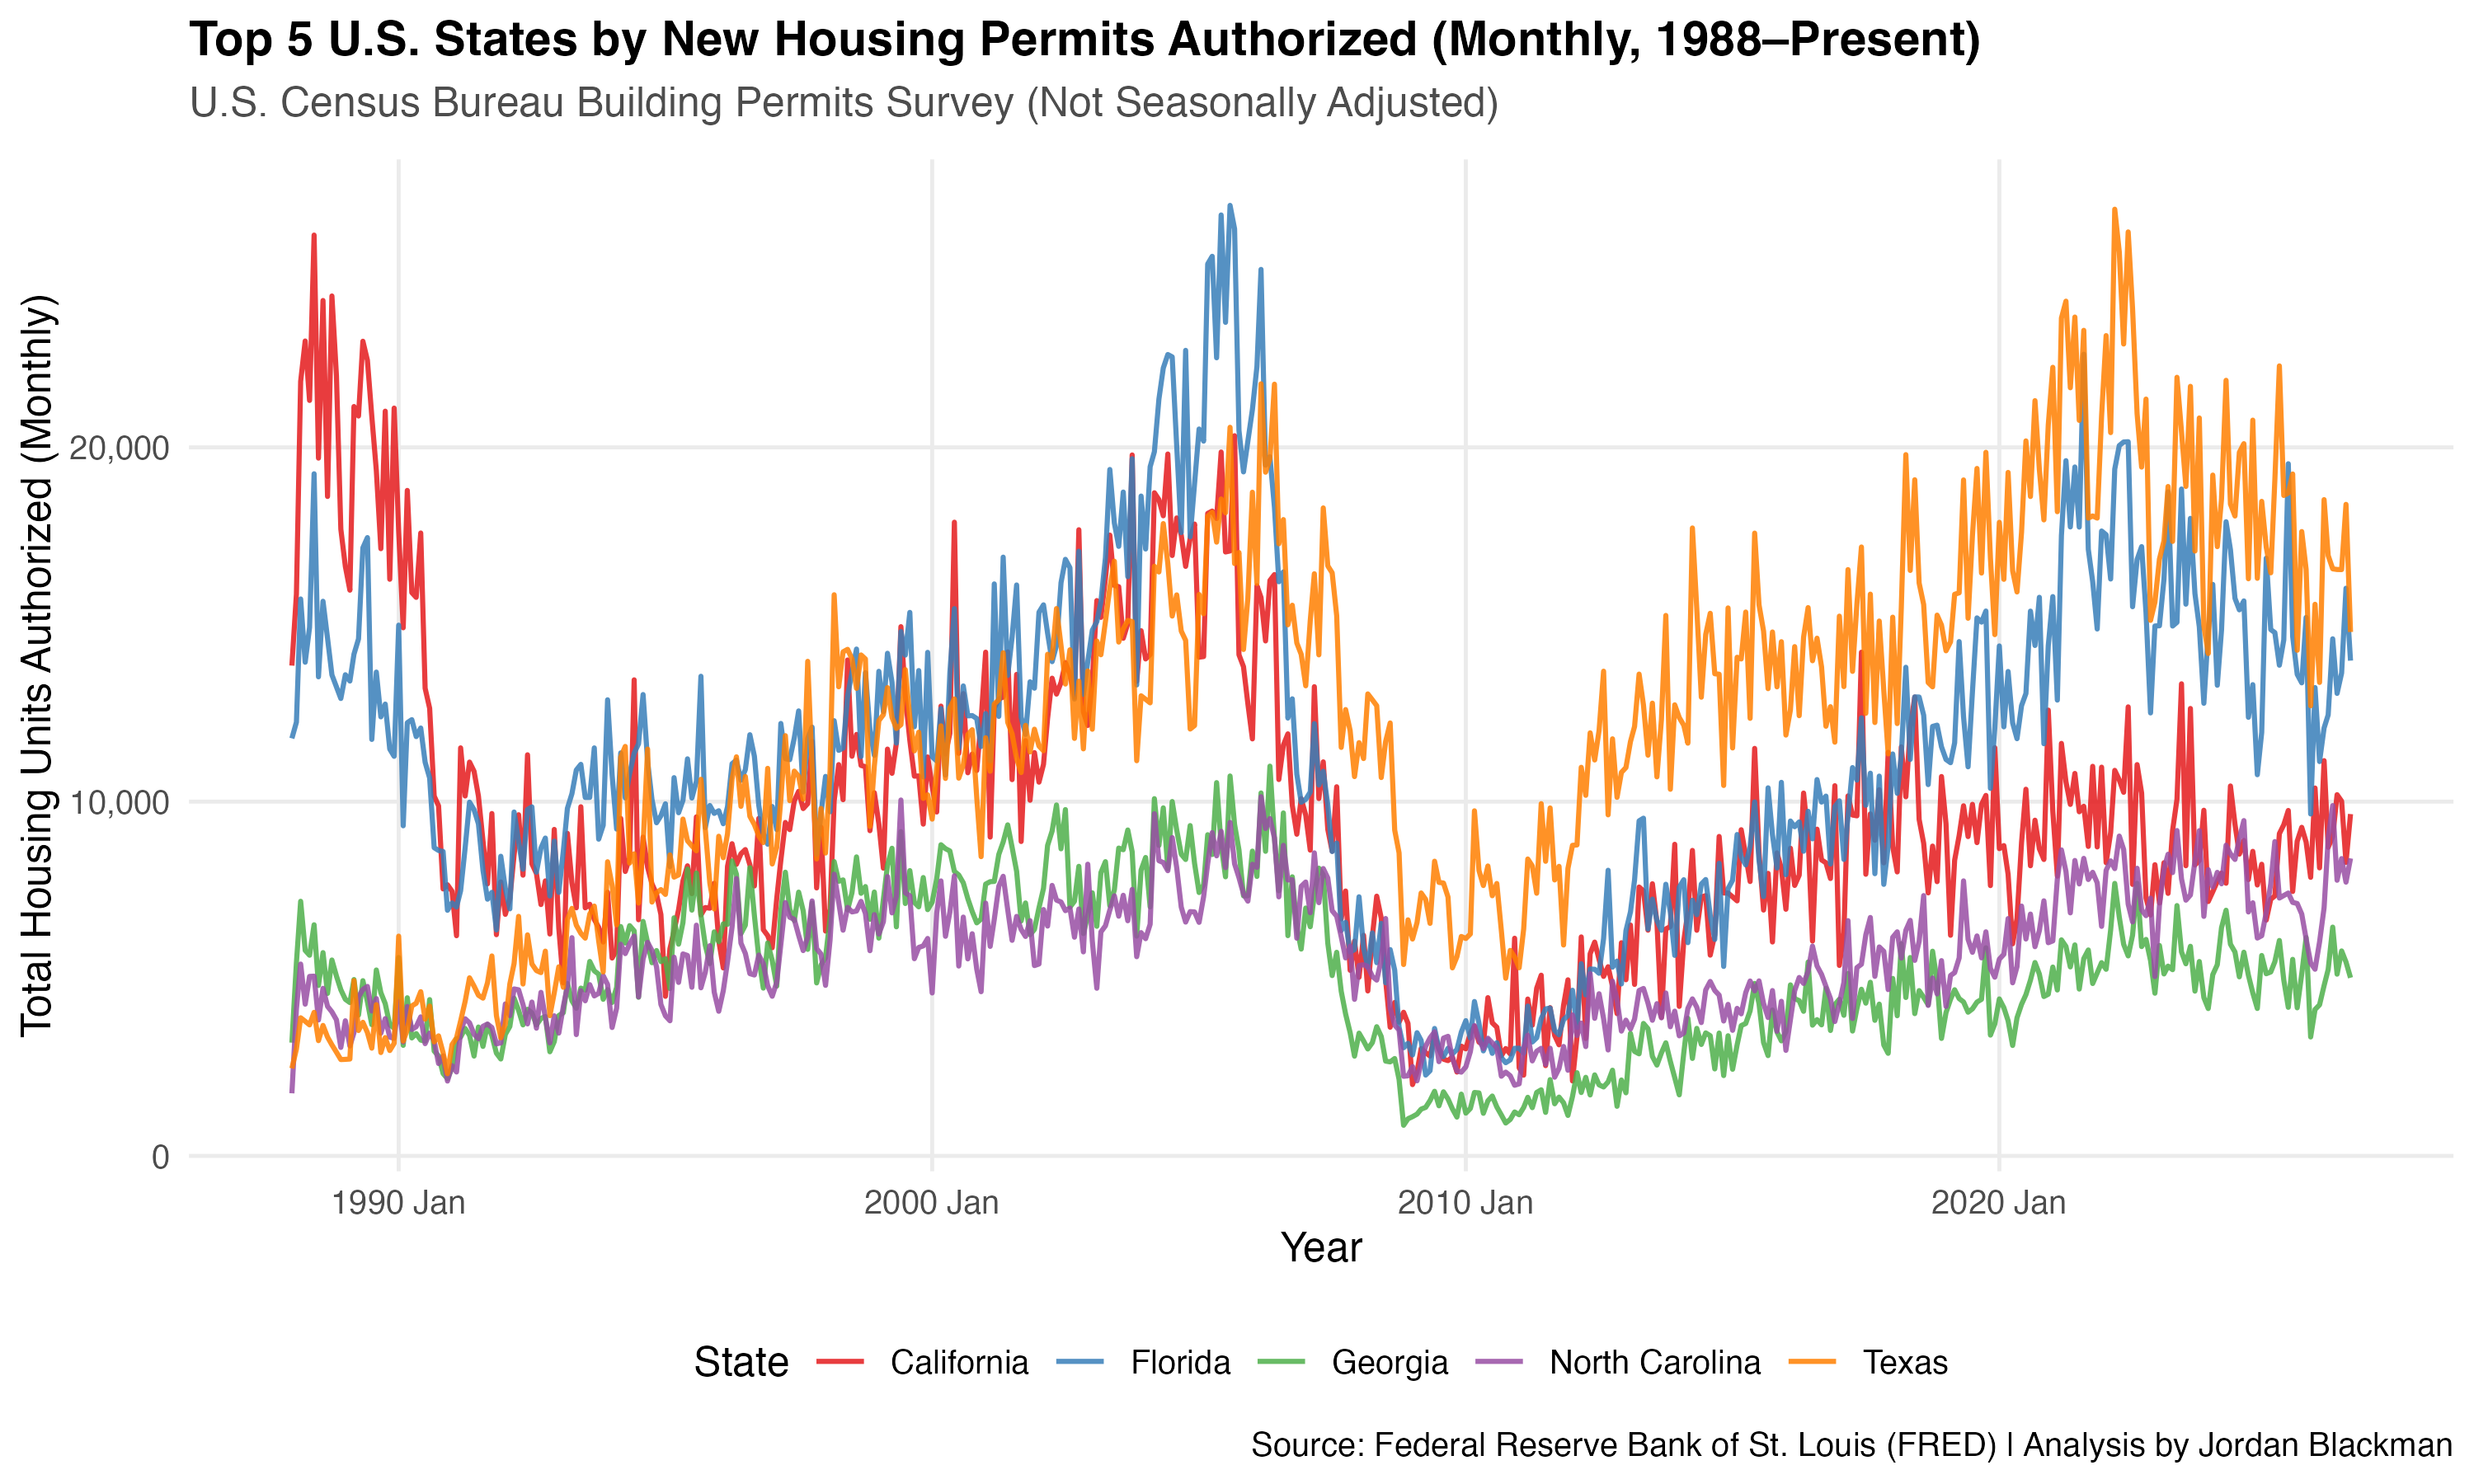 Top 5 U.S. States by New Housing Permits Authorized (Monthly, 1988–Present)
U.S. Census Bureau Building Permits Survey (Not Seasonally Adjusted)
Total Housing Units Authorized (Monthly)
20,000
10,000
0
1990 Jan
2000 Jan
2010 Jan
2020 Jan
Year
State California Florida Georgia North Carolina Texas
Source: Federal Reserve Bank of St. Louis (FRED) | Analysis by Jordan Blackman